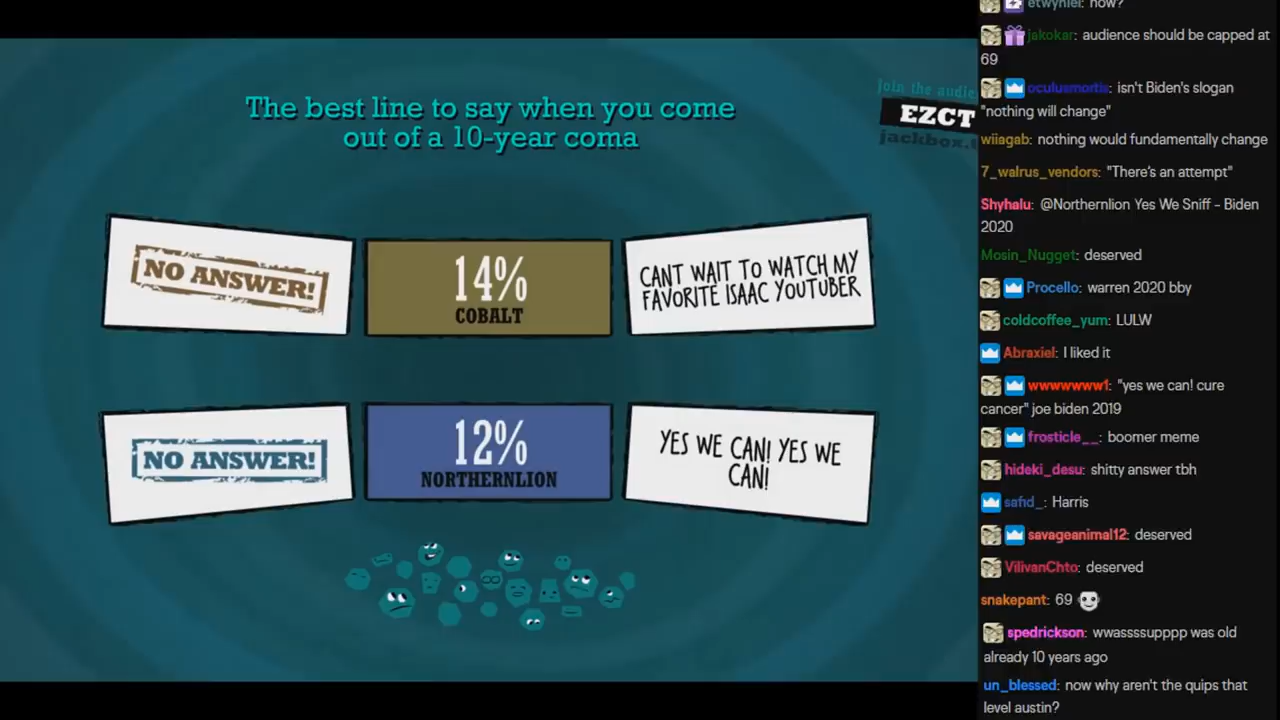 The best line to say when you come
out of a 10-year coma
EZCT
NO ANSWER!
14%
COBALT
CANT WAIT TO WATCH MY
FAVORITE ISAAC YOUTUBER
NO ANSWER!
12%
NORTHERNLION
YES WE CAN! YES WE
CAN!
etwyniel: now?
jakokar: audience should be capped at
69
oculusmortis: isn't Biden's slogan
"nothing will change"
wiiagab: nothing would fundamentally change
7_walrus_vendors: "There's an attempt"
Shyhalu: @Northernlion Yes We Sniff - Biden
2020
Mosin_Nugget: deserved
Procello: warren 2020 bby
coldcoffee_yum: LULW
Abraxiel: I liked it
wwwwwww1: "yes we can! cure
cancer" joe biden 2019
frosticle__: boomer meme
hideki_desu: shitty answer tbh
safid_: Harris
savageanimal12: deserved
VilivanChto: deserved
snakepant: 69
spedrickson: wwassssupppp was old
already 10 years ago
un_blessed: now why aren't the quips that
level austin?